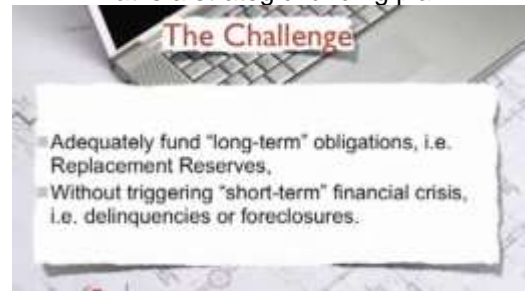 The Challenge
Adequately fund “long-term” obligations, i.e.
Replacement Reserves,
Without triggering “short-term” financial crisis,
i.e. delinquencies or foreclosures.